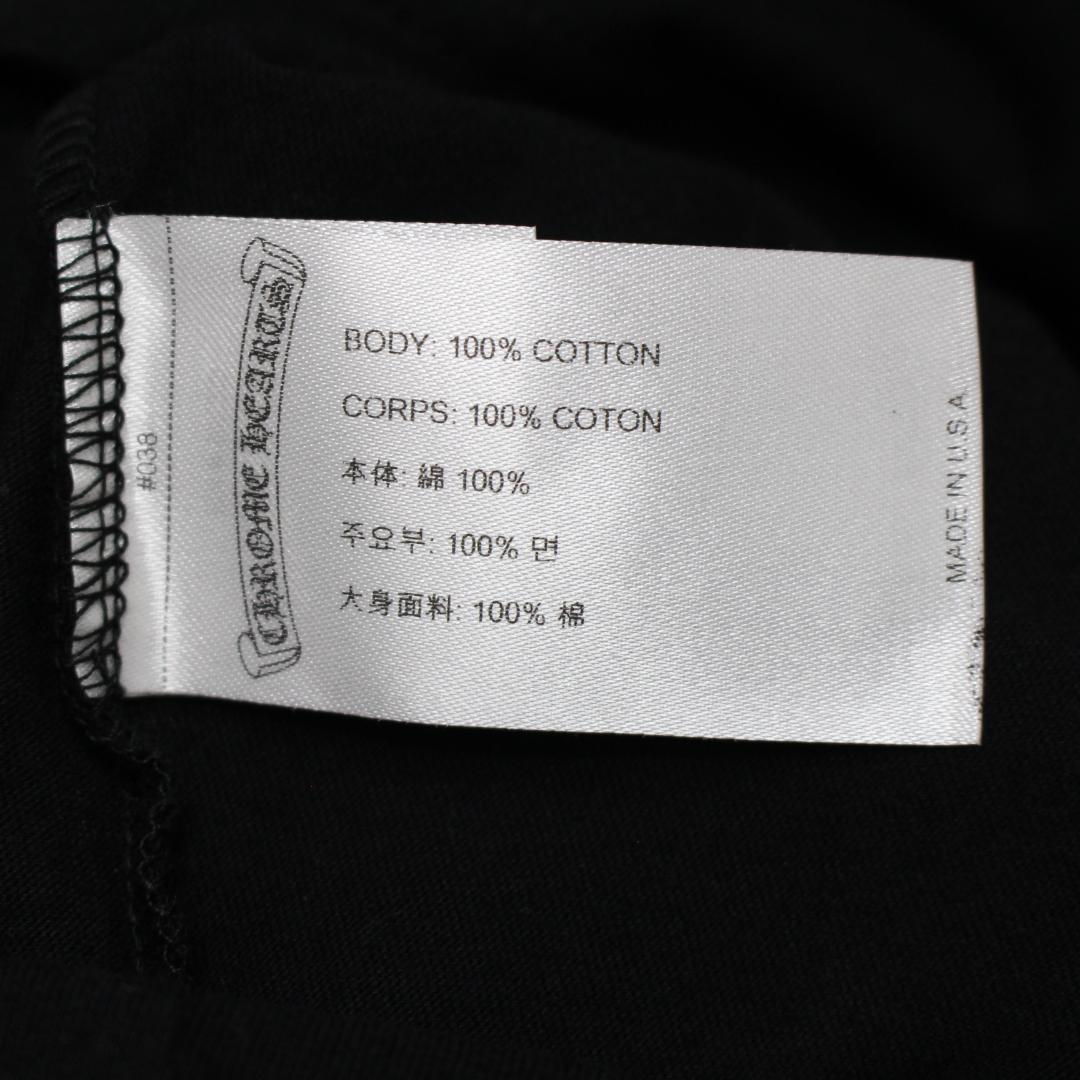 #038
CHROME HEARTS
BODY: 100% COTTON
CORPS: 100% COTON
本体: 綿 100%
주요부: 100% 면
大身面料: 100% 棉
MADE IN U.S.A.